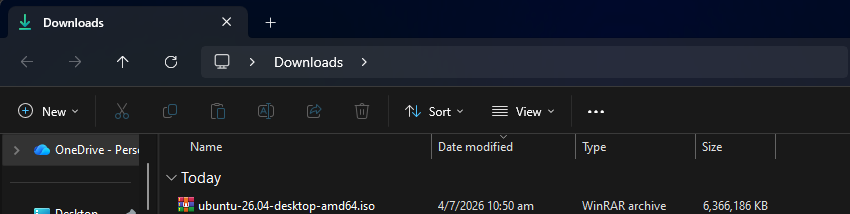 Downloads
Downloads
New Sort View
OneDrive - Pers
Name Date modified Type Size
Today
ubuntu-26.04-desktop-amd64.iso 4/7/2026 10:50 am WinRAR archive 6,366,186 KB
Desktop